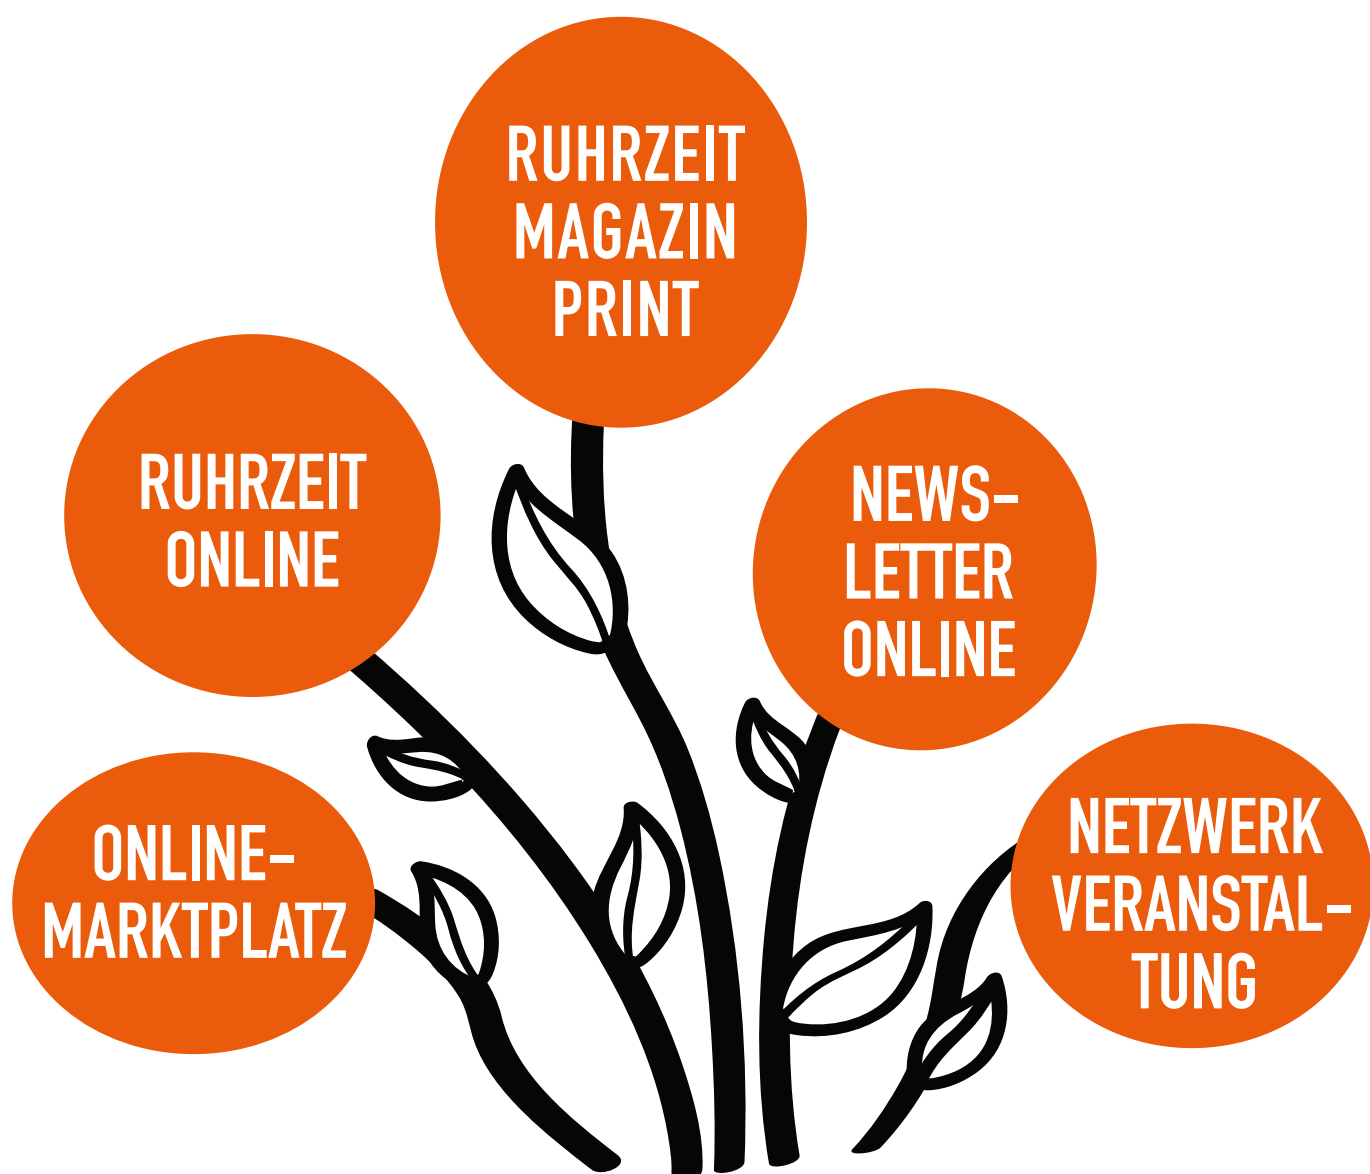 RUHRZEIT
MAGAZIN
PRINT
RUHRZEIT
ONLINE
NEWS-
LETTER
ONLINE
ONLINE-
MARKTPLATZ
NETZWERK
VERANSTAL-
TUNG